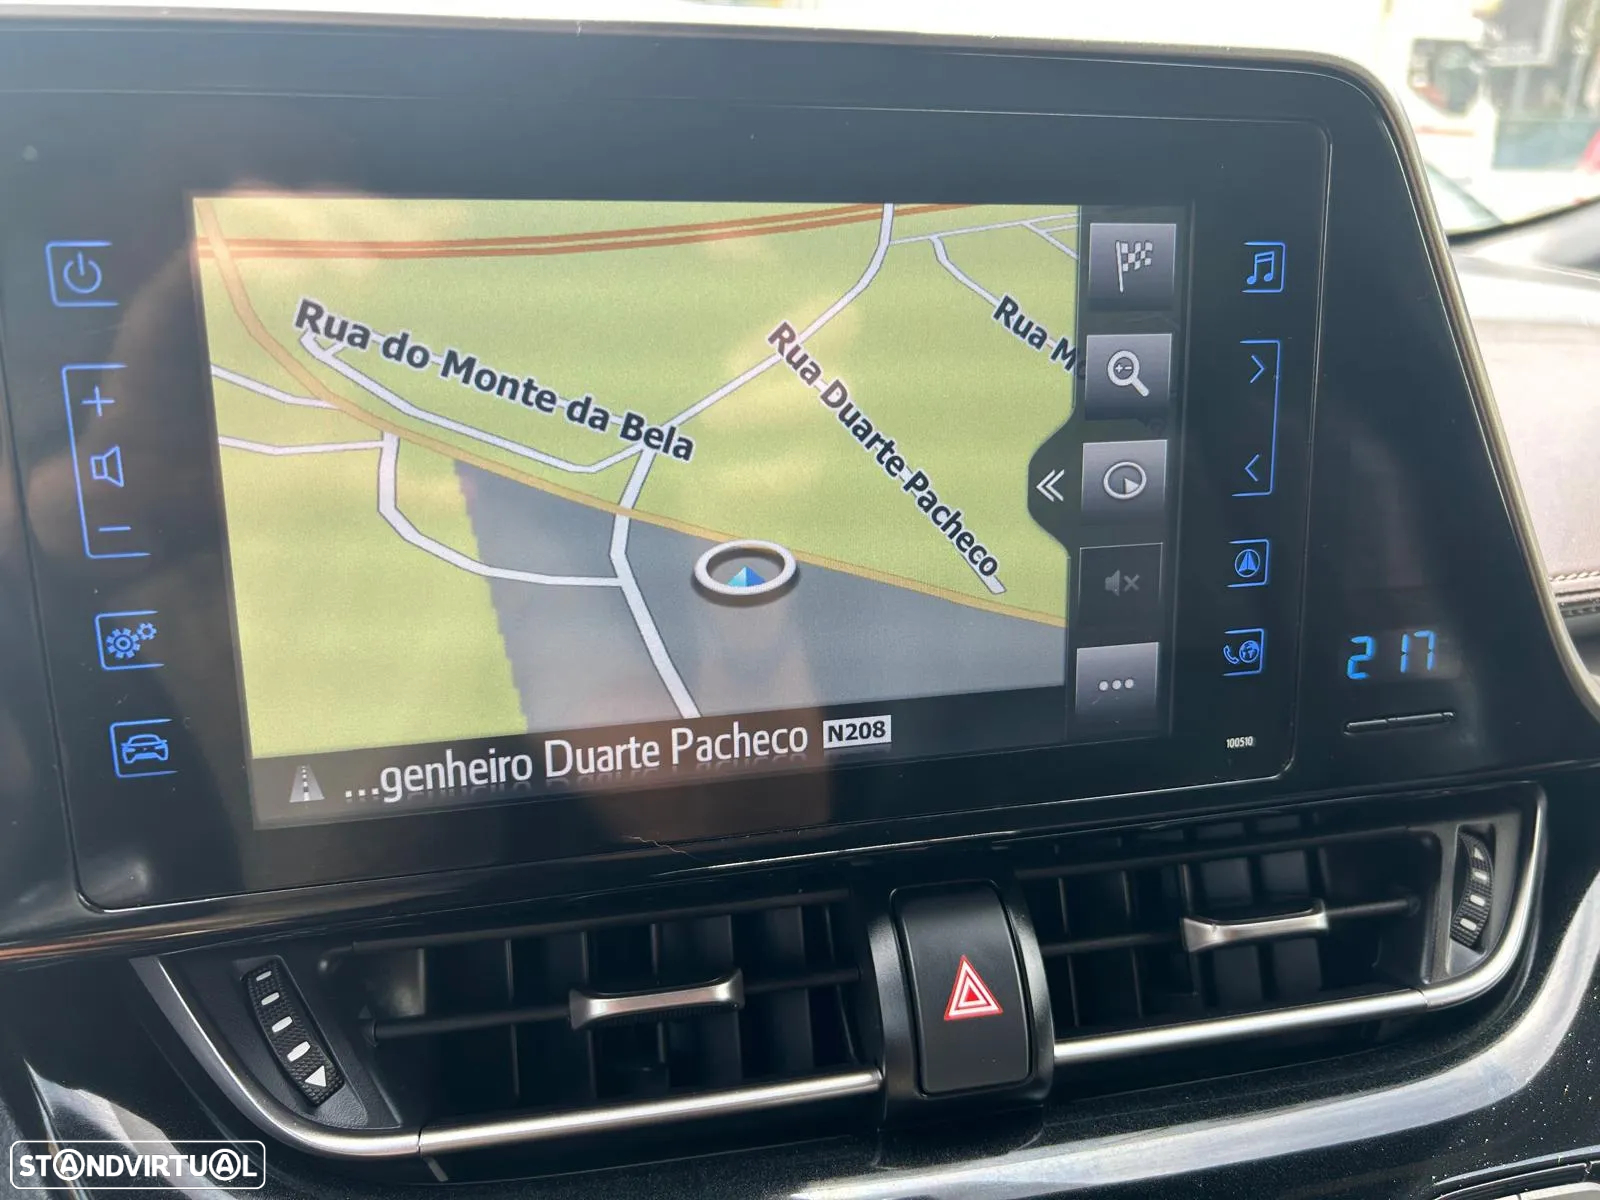 Rua do Monte da Bela
Rua Duarte Pacheco
Rua M
...genheiro Duarte Pacheco N208
217
100510
STANDVIRTUAL